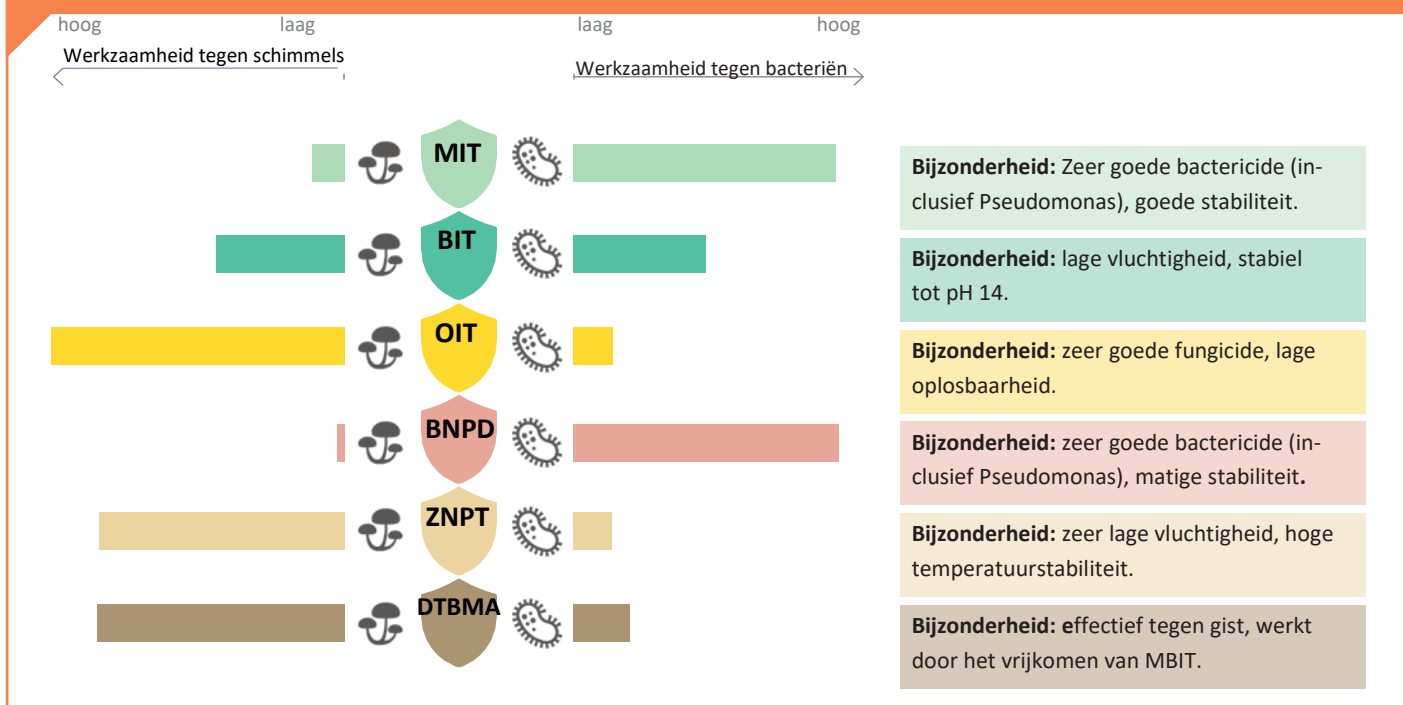 hoog laag laag hoog
Werkzaamheid tegen schimmels
Werkzaamheid tegen bacteriën
MIT
Bijzonderheid: Zeer goede bactericide (in-
clusief Pseudomonas), goede stabiliteit.
BIT
Bijzonderheid: lage vluchtigheid, stabiel
tot pH 14.
OIT
Bijzonderheid: zeer goede fungicide, lage
oplosbaarheid.
BNPD
Bijzonderheid: zeer goede bactericide (in-
clusief Pseudomonas), matige stabiliteit.
ZNPT
Bijzonderheid: zeer lage vluchtigheid, hoge
temperatuurstabiliteit.
DTBMA
Bijzonderheid: effectief tegen gist, werkt
door het vrijkomen van MBIT.